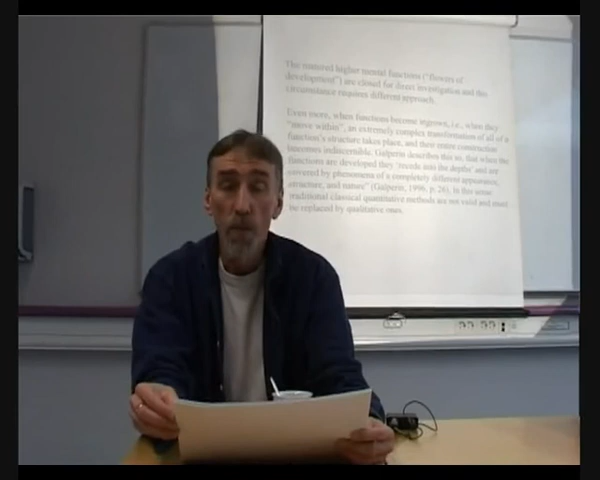 The matured higher mental functions ("flowers of
development") are closed for direct investigation and this
circumstance requires different approach.
Even more, when functions become ingrown, i.e., when they
"move within", an extremely complex transformation of all of a
function's structure takes place, and their entire construction
becomes indiscernible. Galperin describes this so, that when the
functions are developed they "recede into the depths" and are
covered by phenomena of a completely different appearance,
structure, and nature" (Galperin, 1996, p. 26). In this sense
traditional classical quantitative methods are not valid and must
be replaced by qualitative ones.